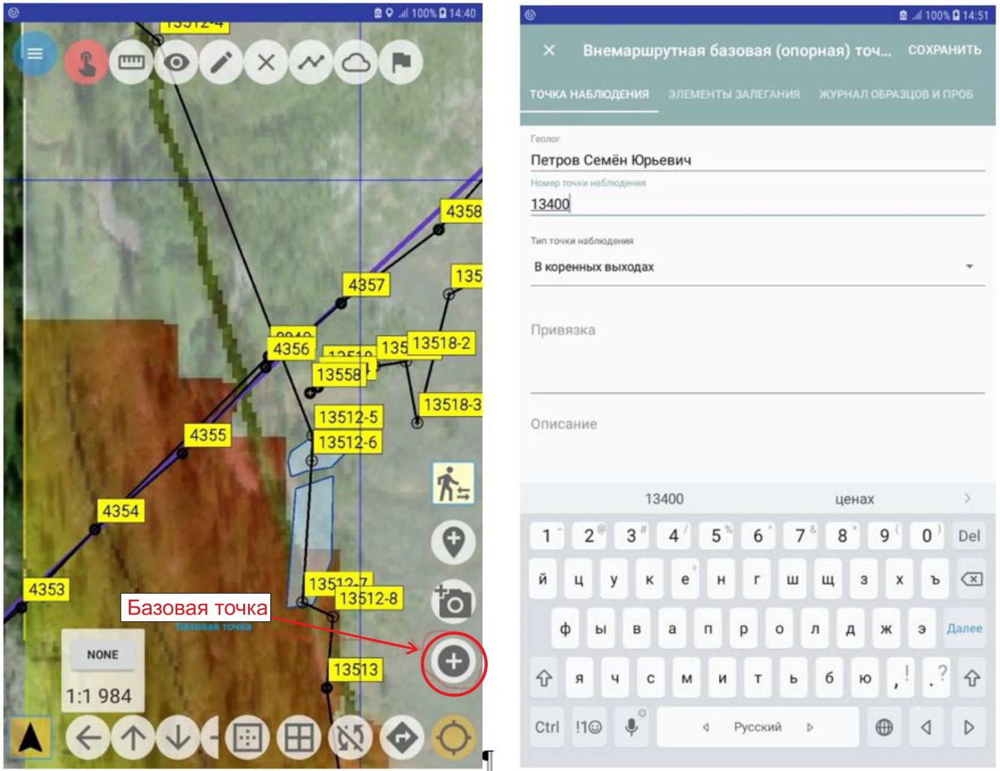 100% 14:40
13512-4
4358
135
4357
4356
135
13518-2
13558
13518-3
13512-5
13512-6
4355
4354
4353
13512-7
13512-8
Базовая точка
базовая точка
NONE
13513
1:1 984
¶
100% 14:51
Внемаршрутная базовая (опорная) точ... СОХРАНИТЬ
ТОЧКА НАБЛЮДЕНИЯ ЭЛЕМЕНТЫ ЗАЛЕГАНИЯ ЖУРНАЛ ОБРАЗЦОВ И ПРОБ
Геолог
Петров Семён Юрьевич
Номер точки наблюдения
13400
Тип точки наблюдения
В коренных выходах
Привязка
Описание
13400 ценах
1 - 2 @ 3 # 4 / 5 % 6 ^ 7 & 8 * 9 ( 0 ) Del
й ц у к е н г ш щ з х ъ
ф ы в а п р о л д ж э Далее
я ч с м и т ь б ю , ! . ?
Ctrl !1☺ Русский